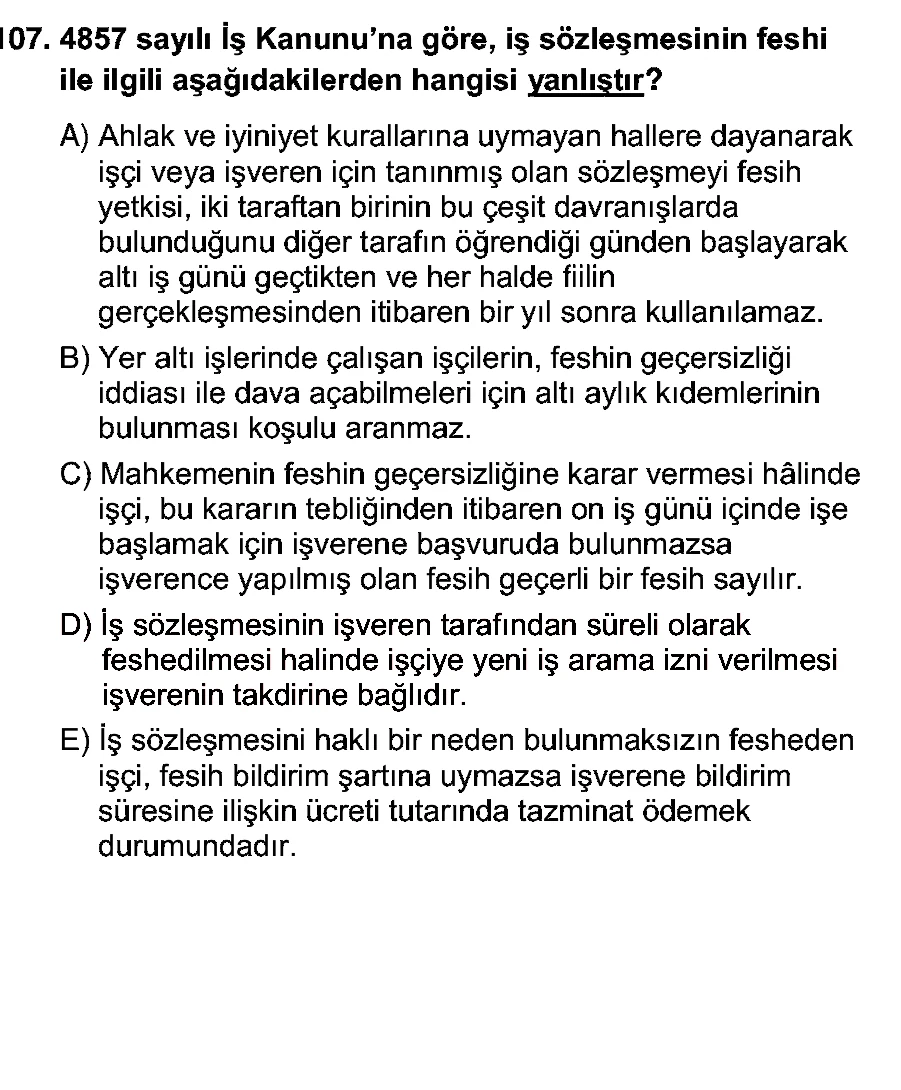 107. 4857 sayılı İş Kanunu’na göre, iş sözleşmesinin feshi
ile ilgili aşağıdakilerden hangisi yanlıştır?
A) Ahlak ve iyiniyet kurallarına uymayan hallere dayanarak
işçi veya işveren için tanınmış olan sözleşmeyi fesih
yetkisi, iki taraftan birinin bu çeşit davranışlarda
bulunduğunu diğer tarafın öğrendiği günden başlayarak
altı iş günü geçtikten ve her halde fiilin
gerçekleşmesinden itibaren bir yıl sonra kullanılamaz.
B) Yer altı işlerinde çalışan işçilerin, feshin geçersizliği
iddiası ile dava açabilmeleri için altı aylık kıdemlerinin
bulunması koşulu aranmaz.
C) Mahkemenin feshin geçersizliğine karar vermesi hâlinde
işçi, bu kararın tebliğinden itibaren on iş günü içinde işe
başlamak için işverene başvuruda bulunmazsa
işverence yapılmış olan fesih geçerli bir fesih sayılır.
D) İş sözleşmesinin işveren tarafından süreli olarak
feshedilmesi halinde işçiye yeni iş arama izni verilmesi
işverenin takdirine bağlıdır.
E) İş sözleşmesini haklı bir neden bulunmaksızın fesheden
işçi, fesih bildirim şartına uymazsa işverene bildirim
süresine ilişkin ücreti tutarında tazminat ödemek
durumundadır.